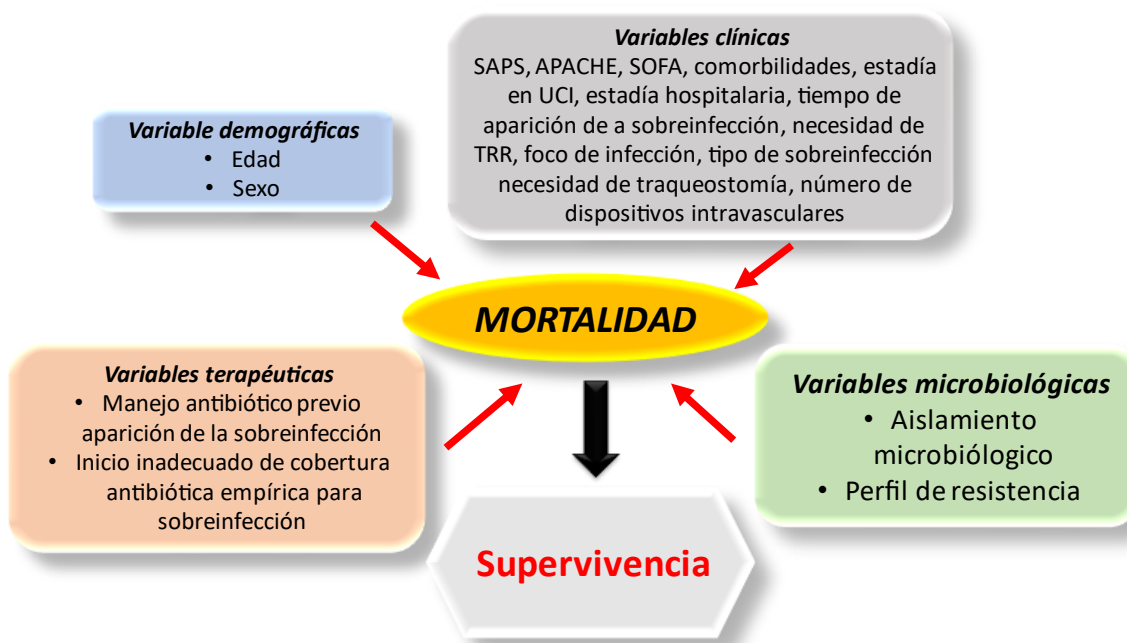 Variables clínicas
SAPS, APACHE, SOFA, comorbilidades, estadía
en UCI, estadía hospitalaria, tiempo de
aparición de a sobreinfección, necesidad de
TRR, foco de infección, tipo de sobreinfección
necesidad de traqueostomía, número de
dispositivos intravasculares
Variable demográficas
• Edad
• Sexo
MORTALIDAD
Variables terapéuticas
• Manejo antibiótico previo
aparición de la sobreinfección
• Inicio inadecuado de cobertura
antibiótica empírica para
sobreinfección
Variables microbiológicas
• Aislamiento
microbiólogico
• Perfil de resistencia
Supervivencia